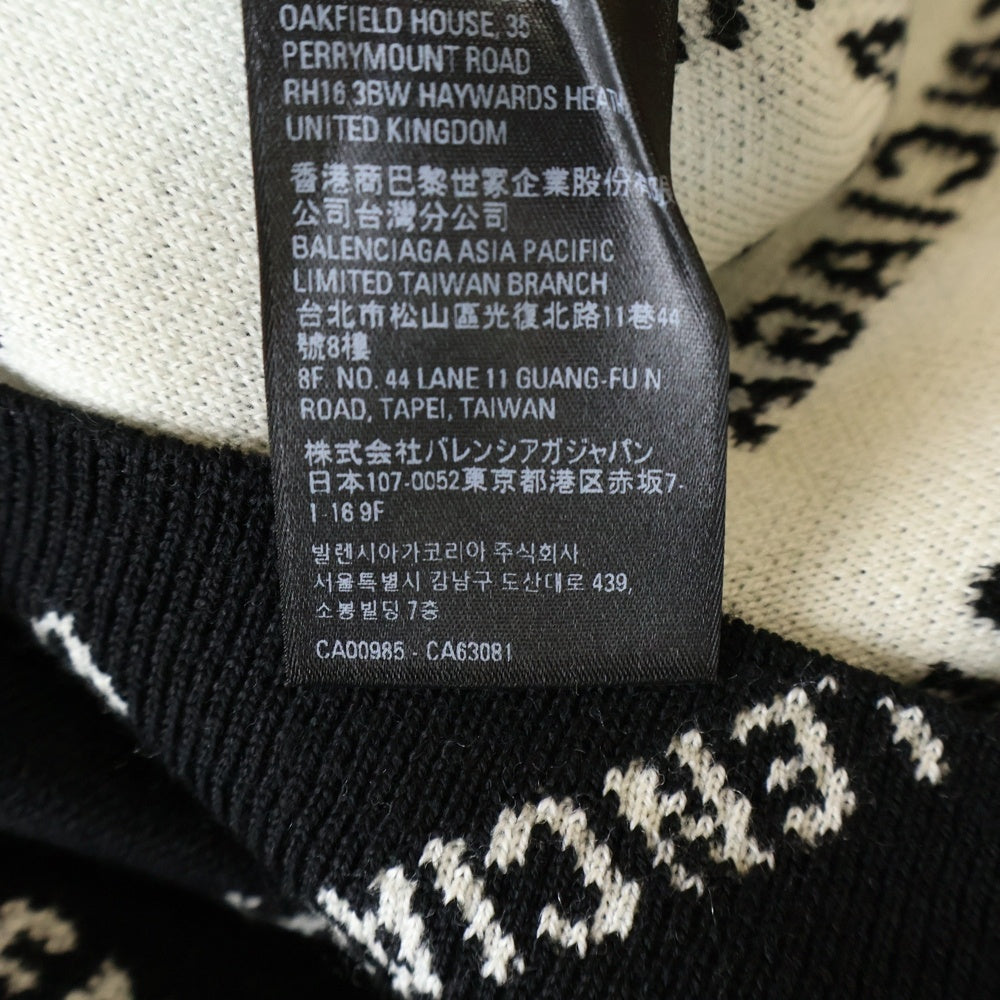 OAKFIELD HOUSE, 35
PERRYMOUNT ROAD
RH16 3BW HAYWARDS HEATH
UNITED KINGDOM
香港商巴黎世家企業股份有限
公司台灣分公司
BALENCIAGA ASIA PACIFIC
LIMITED TAIWAN BRANCH
台北市松山區光復北路11巷44
號8樓
8F. NO. 44 LANE 11 GUANG-FU N
ROAD, TAPEI, TAIWAN
株式会社バレンシアガジャパン
日本107-0052東京都港区赤坂7-
1-16 9F
발렌시아가코리아 주식회사
서울특별시 강남구 도산대로 439,
소봉빌딩 7층
CA00985 - CA63081